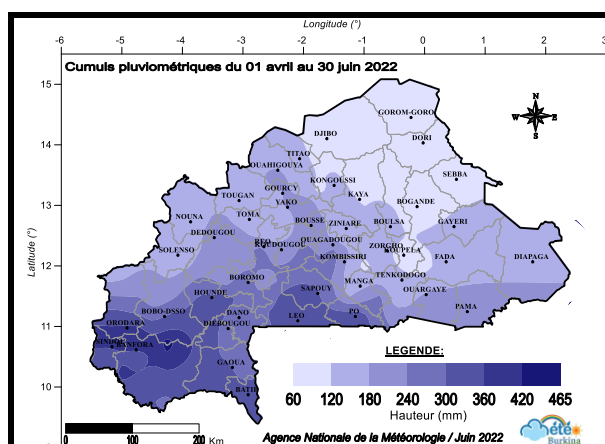 Longitude (°)
-6 -5 -4 -3 -2 -1 0 1 2 3
Cumuls pluviométriques du 01 avril au 30 juin 2022
15
14
13
12
11
10
Latitude (°)
N
W E
S
GOROM-GORO
DJIBO
DORI
TITAO
OUAHIGOUYA
SEBBA
KONGOUSSI
GOURCY
TOUGAN
KAYA
YAKO
BOGANDE
NOUNA
TOMA
BOUSSE
ZINIARE
BOULSA
GAYERI
DEDOUGOU
REO
KOUDOUGOU
OUAGADOUGOU
ZORGHO
KOUPELA
SOLENSO
KOMBISSIRI
FADA
DIAPAGA
BOROMO
MANGA
TENKODOGO
HOUNDE
SAPOUY
OUARGAYE
BOBO-DSSO
DANO
LEO
PO
PAMA
ORODARA
DIEBOUGOU
SINDOU
BANFORA
GAOUA
BATIE
LEGENDE:
60 120 180 240 300 360 420 465
Hauteur (mm)
0 100 200 Km
Agence Nationale de la Météorologie / Juin 2022
météo
Burkina